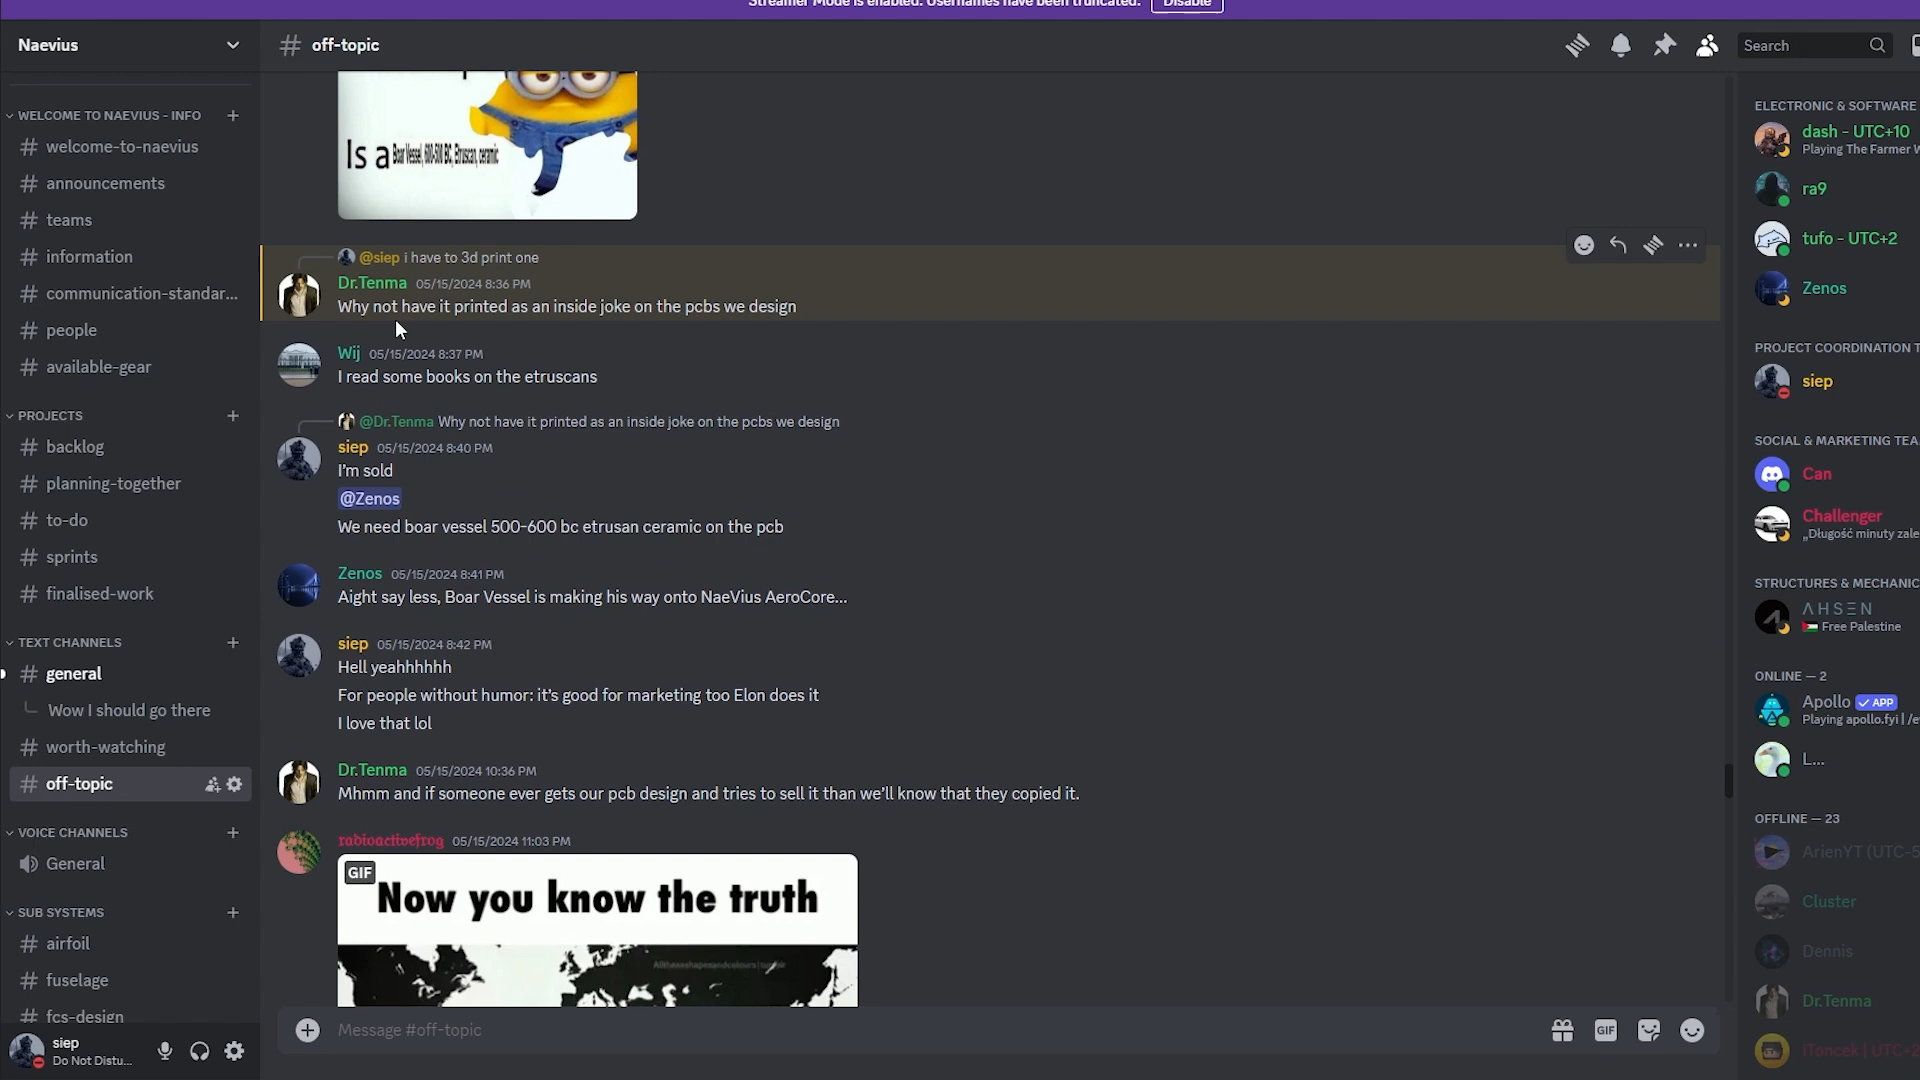 Streamer Mode is enabled. Usernames have been truncated. Disable
Naevius
off-topic
Search
WELCOME TO NAEVIUS - INFO
welcome-to-naevius
announcements
teams
information
communication-standar...
people
available-gear
PROJECTS
backlog
planning-together
to-do
sprints
finalised-work
TEXT CHANNELS
general
Wow I should go there
worth-watching
off-topic
VOICE CHANNELS
General
SUB SYSTEMS
airfoil
fuselage
fcs-design
siep
Do Not Distu...
Is a Boar Vessel, 600-500 BC, Etruscan, ceramic
@siep i have to 3d print one
Dr.Tenma 05/15/2024 8:36 PM
Why not have it printed as an inside joke on the pcbs we design
Wij 05/15/2024 8:37 PM
I read some books on the etruscans
@Dr.Tenma Why not have it printed as an inside joke on the pcbs we design
siep 05/15/2024 8:40 PM
I'm sold
@Zenos
We need boar vessel 500-600 bc etrusan ceramic on the pcb
Zenos 05/15/2024 8:41 PM
Aight say less, Boar Vessel is making his way onto NaeVius AeroCore...
siep 05/15/2024 8:42 PM
Hell yeahhhhhh
For people without humor: it's good for marketing too Elon does it
I love that lol
Dr.Tenma 05/15/2024 10:36 PM
Mhmm and if someone ever gets our pcb design and tries to sell it than we'll know that they copied it.
radioactivefrog 05/15/2024 11:03 PM
GIF
Now you know the truth
Message #off-topic
GIF
ELECTRONIC & SOFTWARE
dash - UTC+10
Playing The Farmer W
ra9
tufo - UTC+2
Zenos
PROJECT COORDINATION T
siep
SOCIAL & MARKETING TEA
Can
Challenger
„Długość minuty zale
STRUCTURES & MECHANIC
ΛHSΞN
Free Palestine
ONLINE — 2
Apollo APP
Playing apollo.fyi | /e
L...
OFFLINE — 23
ArienYT (UTC-5
Cluster
Dennis
Dr.Tenma
IToncek | UTC+2